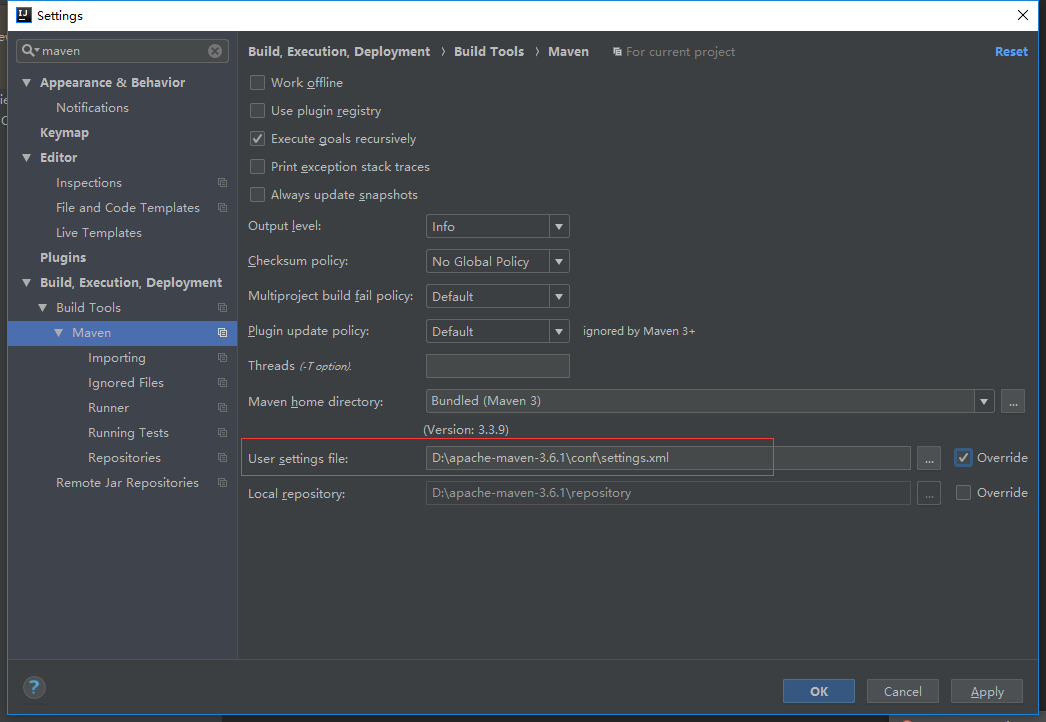 Settings
maven
Appearance & Behavior
Notifications
Keymap
Editor
Inspections
File and Code Templates
Live Templates
Plugins
Build, Execution, Deployment
Build Tools
Maven
Importing
Ignored Files
Runner
Running Tests
Repositories
Remote Jar Repositories
Build, Execution, Deployment › Build Tools › Maven For current project Reset
Work offline
Use plugin registry
Execute goals recursively
Print exception stack traces
Always update snapshots
Output level: Info
Checksum policy: No Global Policy
Multiproject build fail policy: Default
Plugin update policy: Default ignored by Maven 3+
Threads (-T option).
Maven home directory: Bundled (Maven 3) ...
(Version: 3.3.9)
User settings file: D:\apache-maven-3.6.1\conf\settings.xml ... Override
Local repository: D:\apache-maven-3.6.1\repository ... Override
? OK Cancel Apply